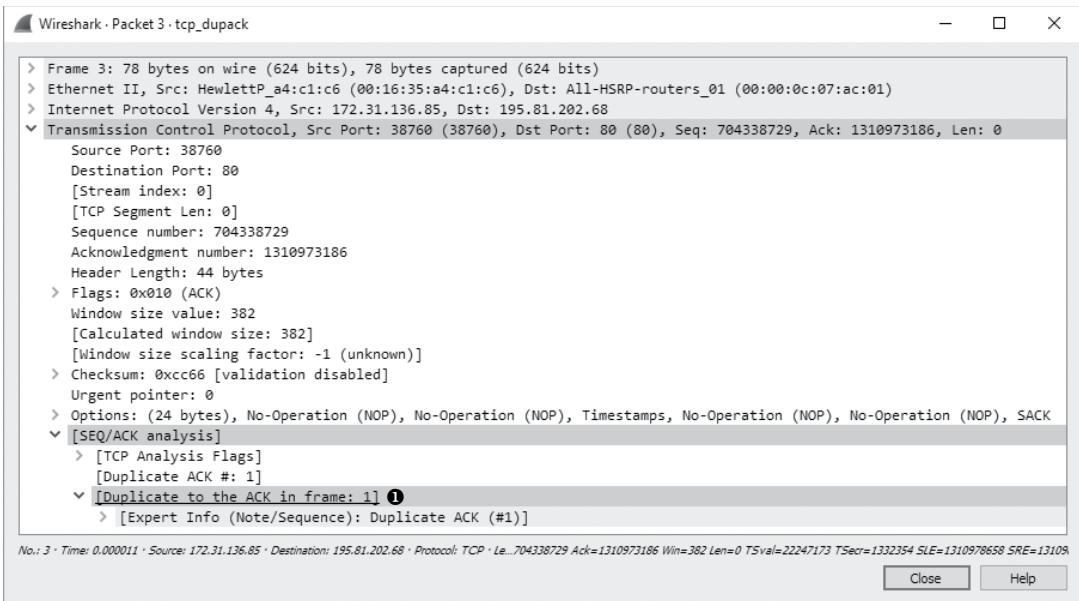 Wireshark · Packet 3 · tcp_dupack
Frame 3: 78 bytes on wire (624 bits), 78 bytes captured (624 bits)
Ethernet II, Src: HewlettP_a4:c1:c6 (00:16:35:a4:c1:c6), Dst: All-HSRP-routers_01 (00:00:0c:07:ac:01)
Internet Protocol Version 4, Src: 172.31.136.85, Dst: 195.81.202.68
Transmission Control Protocol, Src Port: 38760 (38760), Dst Port: 80 (80), Seq: 704338729, Ack: 1310973186, Len: 0
Source Port: 38760
Destination Port: 80
[Stream index: 0]
[TCP Segment Len: 0]
Sequence number: 704338729
Acknowledgment number: 1310973186
Header Length: 44 bytes
Flags: 0x010 (ACK)
Window size value: 382
[Calculated window size: 382]
[Window size scaling factor: -1 (unknown)]
Checksum: 0xcc66 [validation disabled]
Urgent pointer: 0
Options: (24 bytes), No-Operation (NOP), No-Operation (NOP), Timestamps, No-Operation (NOP), No-Operation (NOP), SACK
[SEQ/ACK analysis]
[TCP Analysis Flags]
[Duplicate ACK #: 1]
[Duplicate to the ACK in frame: 1] ❶
[Expert Info (Note/Sequence): Duplicate ACK (#1)]
No.: 3 · Time: 0.000011 · Source: 172.31.136.85 · Destination: 195.81.202.68 · Protocol: TCP · Le...704338729 Ack=1310973186 Win=382 Len=0 TSval=22247173 TSecr=1332354 SLE=1310978658 SRE=13109
Close Help